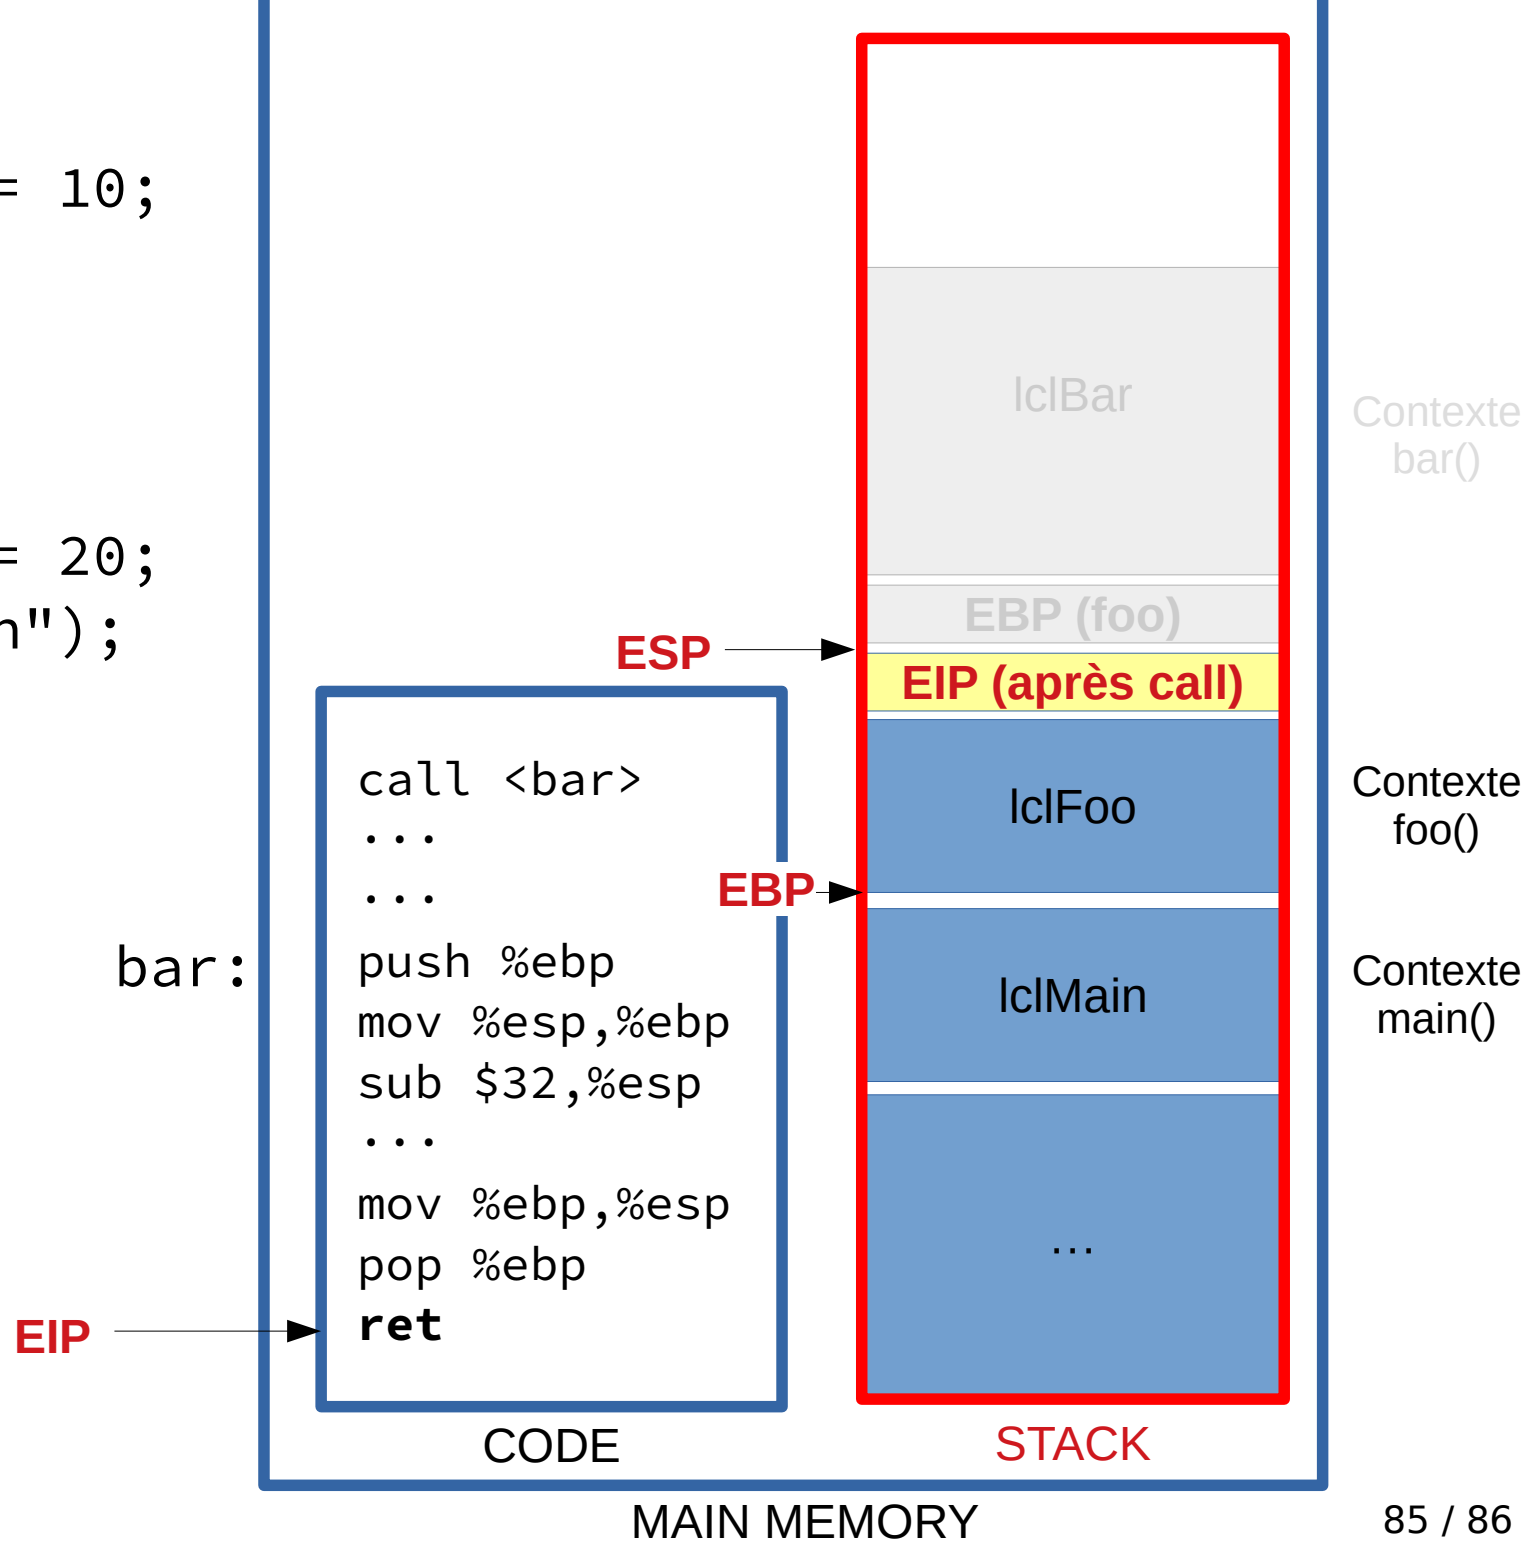 = 10;
= 20;
n");
lclBar
Contexte
bar()
EBP (foo)
ESP
EIP (après call)
call <bar>
...
...
lclFoo
Contexte
foo()
EBP
bar:
push %ebp
mov %esp,%ebp
sub $32,%esp
...
mov %ebp,%esp
pop %ebp
ret
lclMain
Contexte
main()
...
EIP
CODE
STACK
MAIN MEMORY
85 / 86